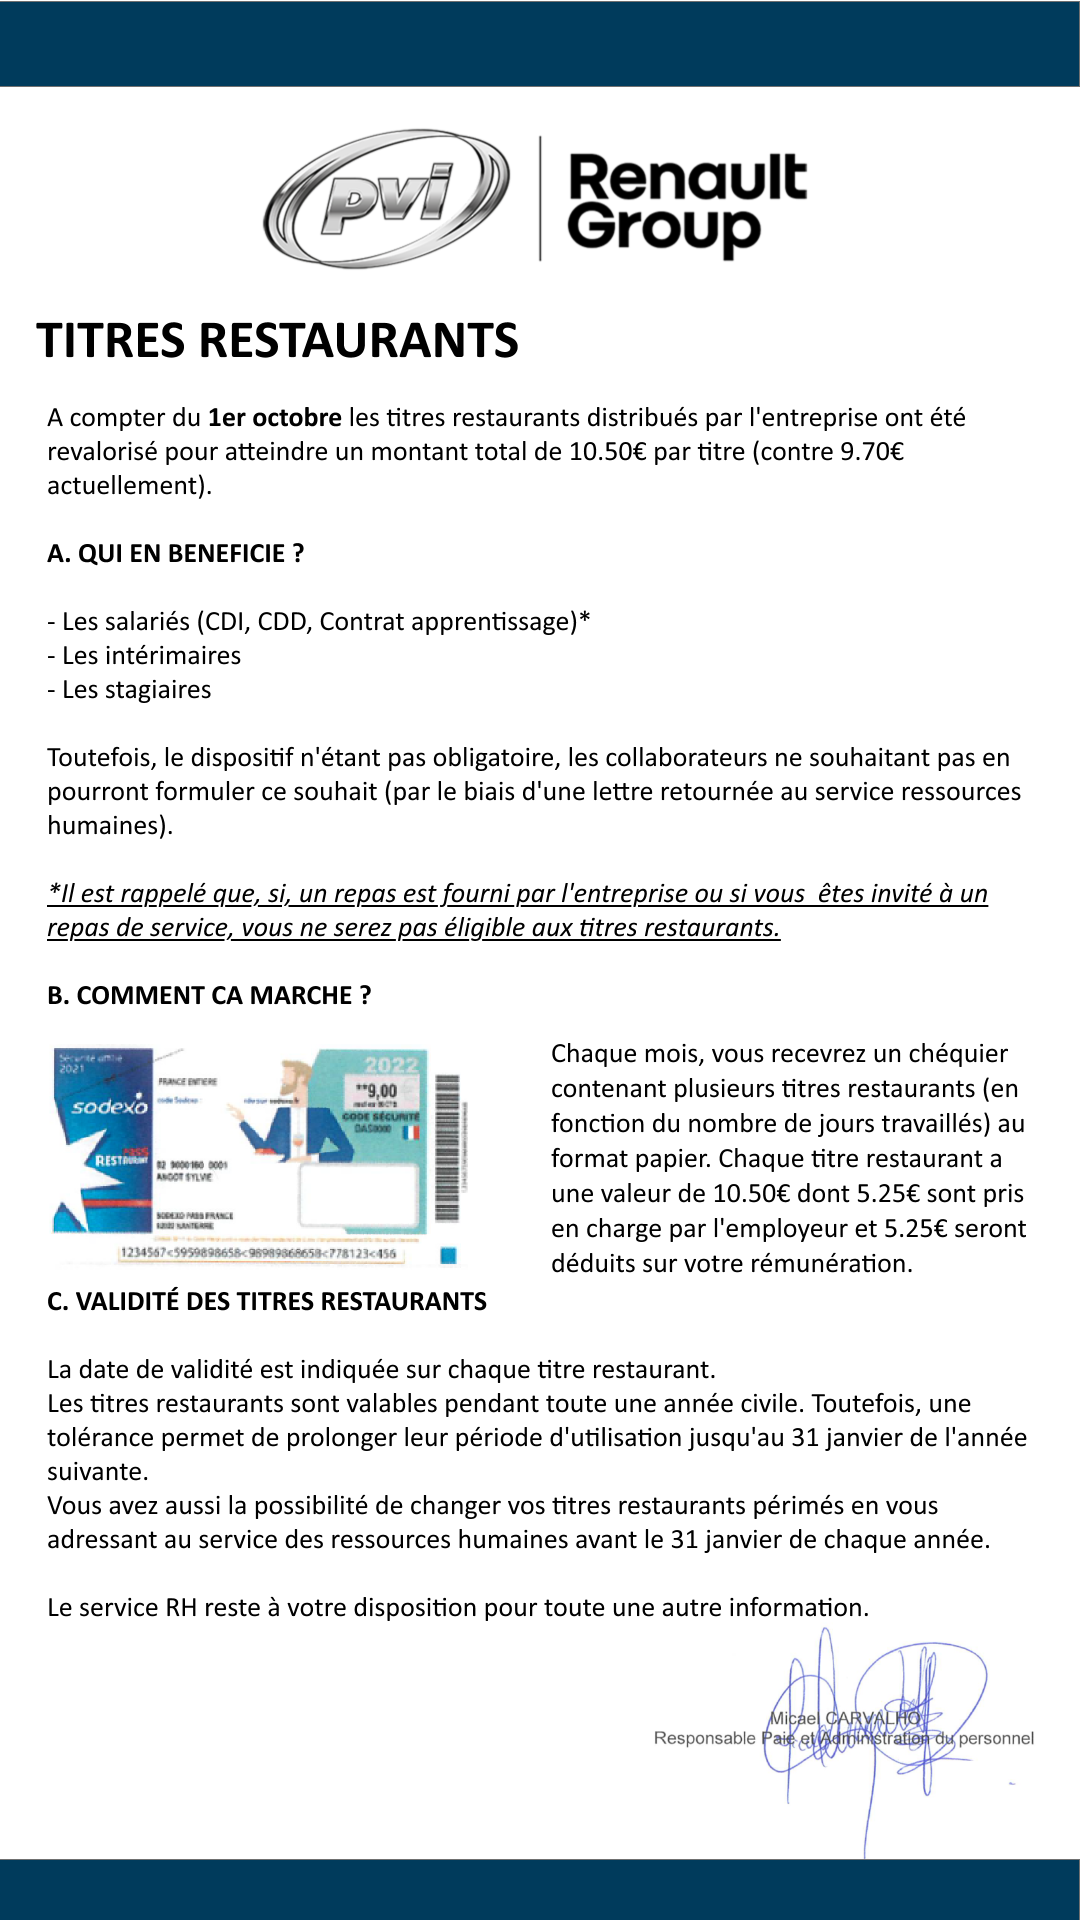 pvi
Renault
Group
TITRES RESTAURANTS
A compter du 1er octobre les titres restaurants distribués par l'entreprise ont été
revalorisé pour atteindre un montant total de 10.50€ par titre (contre 9.70€
actuellement).
A. QUI EN BENEFICIE ?
- Les salariés (CDI, CDD, Contrat apprentissage)*
- Les intérimaires
- Les stagiaires
Toutefois, le dispositif n'étant pas obligatoire, les collaborateurs ne souhaitant pas en
pourront formuler ce souhait (par le biais d'une lettre retournée au service ressources
humaines).
*Il est rappelé que, si, un repas est fourni par l'entreprise ou si vous  êtes invité à un
repas de service, vous ne serez pas éligible aux titres restaurants.
B. COMMENT CA MARCHE ?
2021
sodexo
PASS
RESTAURANT
FRANCE ENTIERE
code Sodexo :
02 9000160 0001
ANGOT SYLVIE
SODEXO PASS FRANCE
92000 NANTERRE
2022
**9,00
CODE SÉCURITÉ
DAS0000
1234567<5959898658<98989868658<778123<456
Chaque mois, vous recevrez un chéquier
contenant plusieurs titres restaurants (en
fonction du nombre de jours travaillés) au
format papier. Chaque titre restaurant a
une valeur de 10.50€ dont 5.25€ sont pris
en charge par l'employeur et 5.25€ seront
déduits sur votre rémunération.
C. VALIDITÉ DES TITRES RESTAURANTS
La date de validité est indiquée sur chaque titre restaurant.
Les titres restaurants sont valables pendant toute une année civile. Toutefois, une
tolérance permet de prolonger leur période d'utilisation jusqu'au 31 janvier de l'année
suivante.
Vous avez aussi la possibilité de changer vos titres restaurants périmés en vous
adressant au service des ressources humaines avant le 31 janvier de chaque année.
Le service RH reste à votre disposition pour toute une autre information.
Micael CARVALHO
Responsable Paie et Administration du personnel